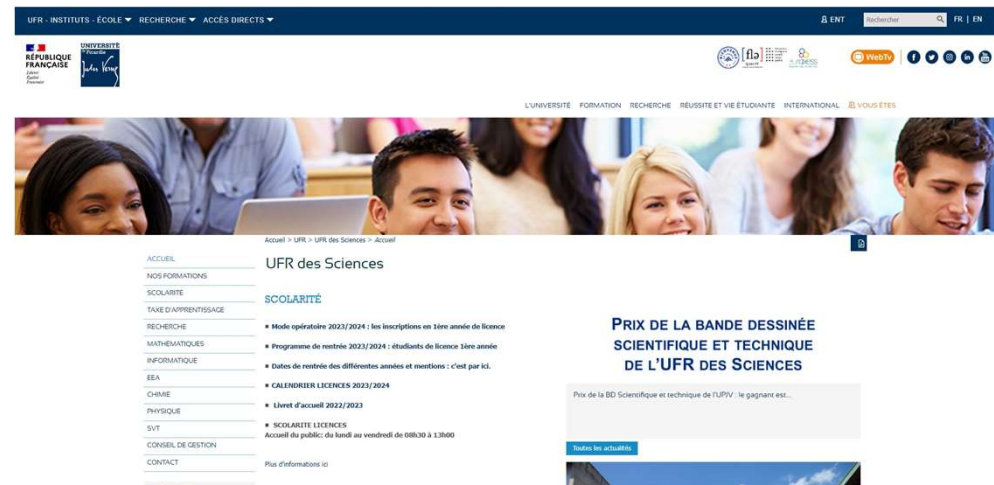 UFR - INSTITUTS - ÉCOLE RECHERCHE ACCÈS DIRECTS
ENT
Rechercher
FR | EN
RÉPUBLIQUE
FRANÇAISE
Liberté
Égalité
Fraternité
UNIVERSITÉ
de Picardie
Jules Verne
flə
WebTv
L'UNIVERSITÉ FORMATION RECHERCHE RÉUSSITE ET VIE ÉTUDIANTE INTERNATIONAL VOUS ÊTES
Accueil > UFR > UFR des Sciences > Accueil
ACCUEIL
NOS FORMATIONS
SCOLARITÉ
TAXE D'APPRENTISSAGE
RECHERCHE
MATHÉMATIQUES
INFORMATIQUE
EEA
CHIMIE
PHYSIQUE
SVT
CONSEIL DE GESTION
CONTACT
UFR des Sciences
SCOLARITÉ
Mode opératoire 2023/2024 : les inscriptions en 1ère année de licence
Programme de rentrée 2023/2024 : étudiants de licence 1ère année
Dates de rentrée des différentes années et mentions : c'est par ici.
CALENDRIER LICENCES 2023/2024
Livret d'accueil 2022/2023
SCOLARITE LICENCES
Accueil du public: du lundi au vendredi de 08h30 à 13h00
Plus d'informations ici
PRIX DE LA BANDE DESSINÉE
SCIENTIFIQUE ET TECHNIQUE
DE L'UFR DES SCIENCES
Prix de la BD Scientifique et technique de l'UPJV : le gagnant est...
Toutes les actualités